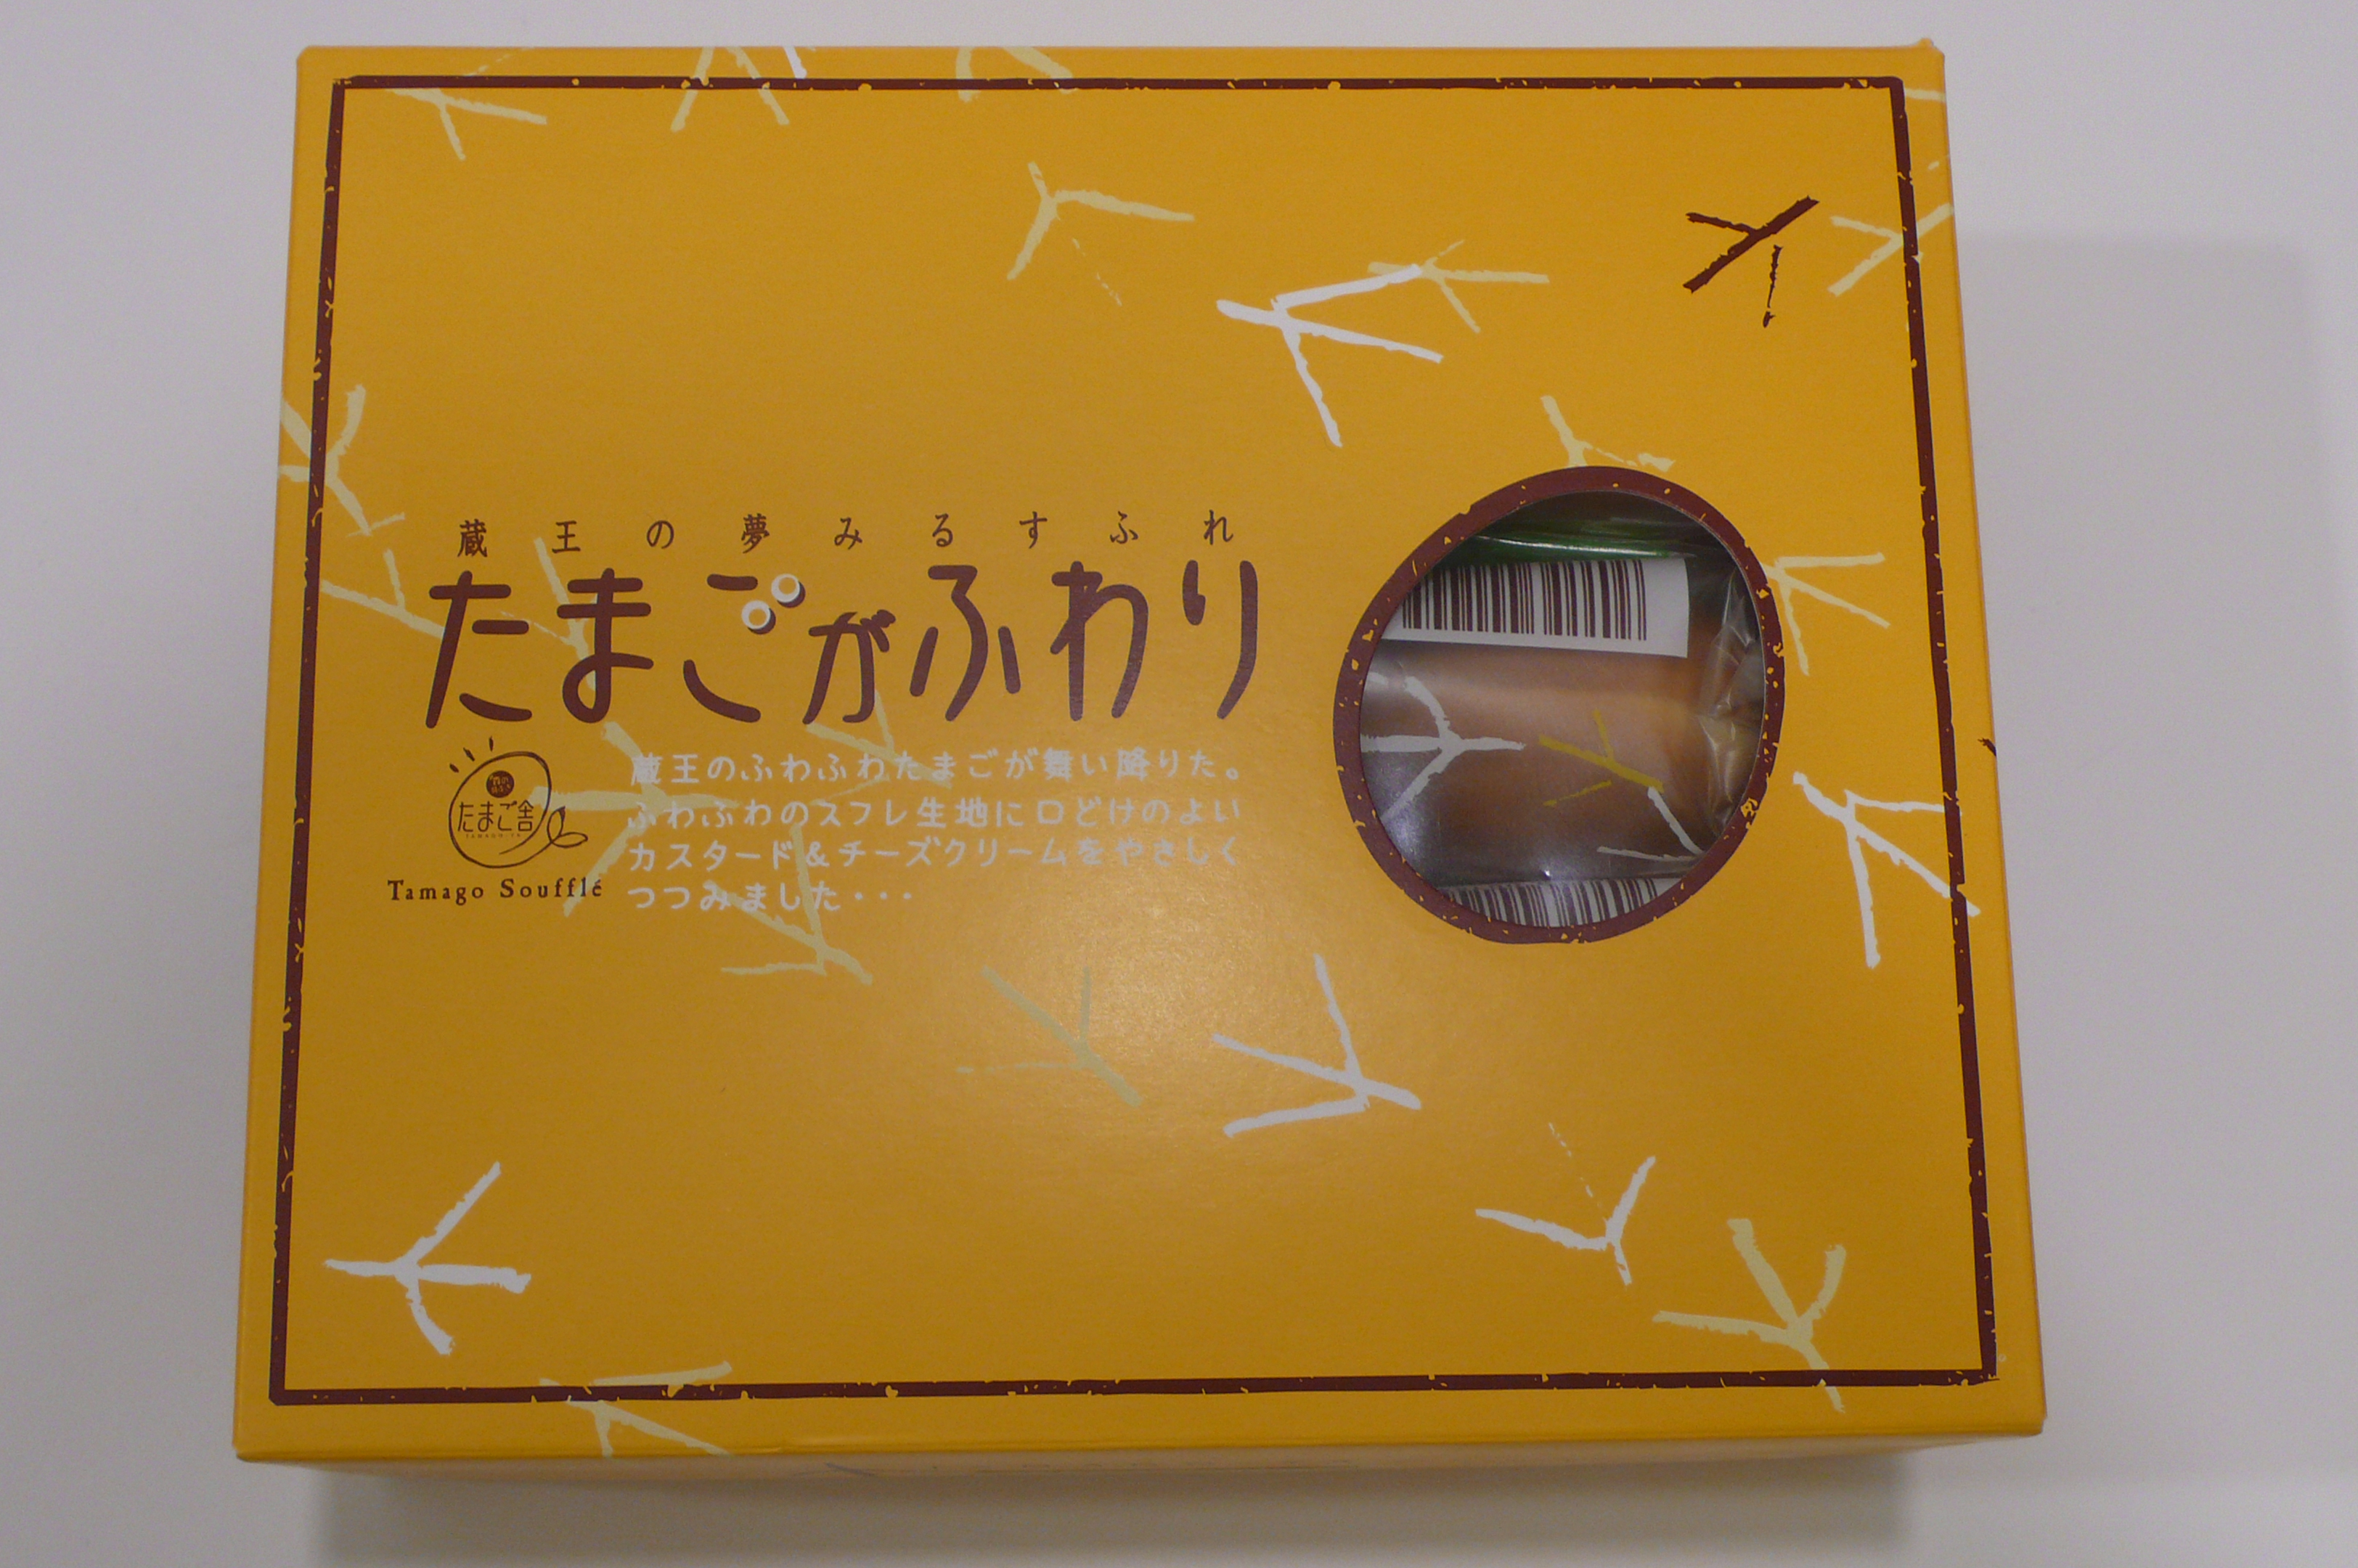 蔵王の夢みるすふれ
たまごがふわり
蔵王のふわふわたまごが舞い降りた。
ふわふわのスフレ生地に口どけのよい
カスタード&チーズクリームをやさしく
つつみました・・・
たまご舎
TAMAGO-YA
Tamago Soufflé